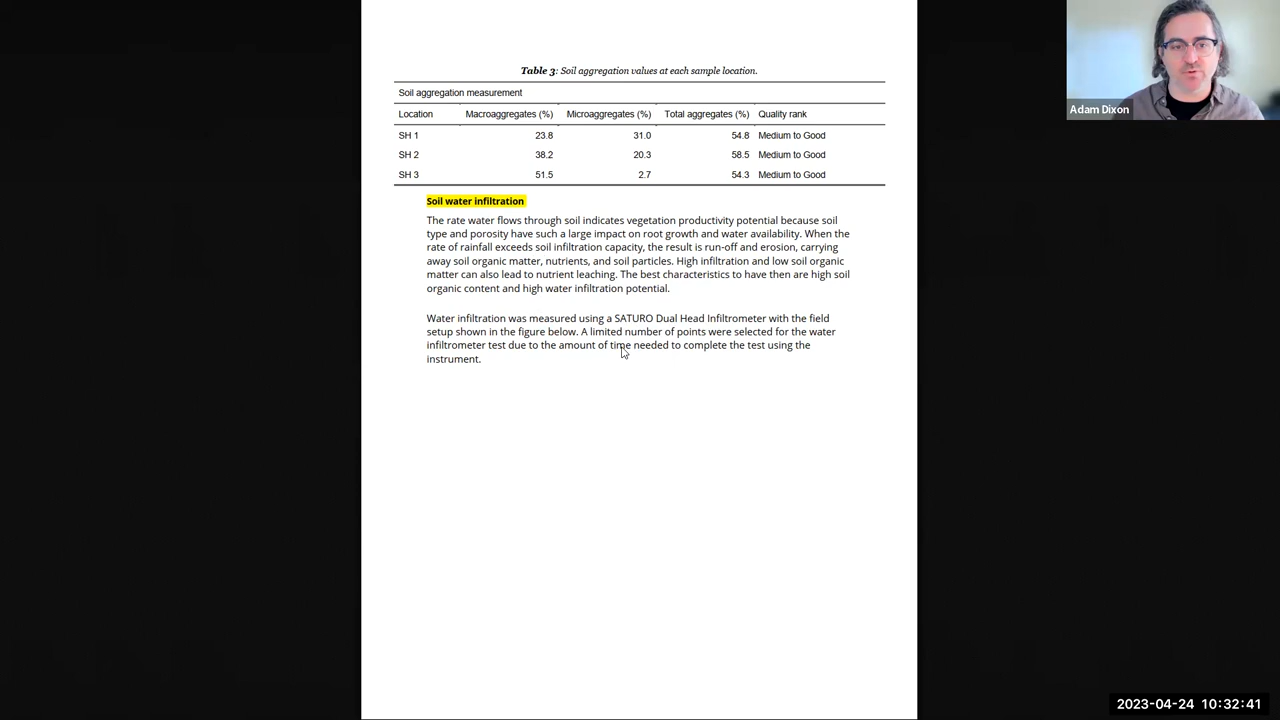 Table 3: Soil aggregation values at each sample location.
Soil aggregation measurement
Location Macroaggregates (%) Microaggregates (%) Total aggregates (%) Quality rank
SH 1 23.8 31.0 54.8 Medium to Good
SH 2 38.2 20.3 58.5 Medium to Good
SH 3 51.5 2.7 54.3 Medium to Good
Soil water infiltration
The rate water flows through soil indicates vegetation productivity potential because soil
type and porosity have such a large impact on root growth and water availability. When the
rate of rainfall exceeds soil infiltration capacity, the result is run-off and erosion, carrying
away soil organic matter, nutrients, and soil particles. High infiltration and low soil organic
matter can also lead to nutrient leaching. The best characteristics to have then are high soil
organic content and high water infiltration potential.
Water infiltration was measured using a SATURO Dual Head Infiltrometer with the field
setup shown in the figure below. A limited number of points were selected for the water
infiltrometer test due to the amount of time needed to complete the test using the
instrument.
Adam Dixon
2023-04-24 10:32:41